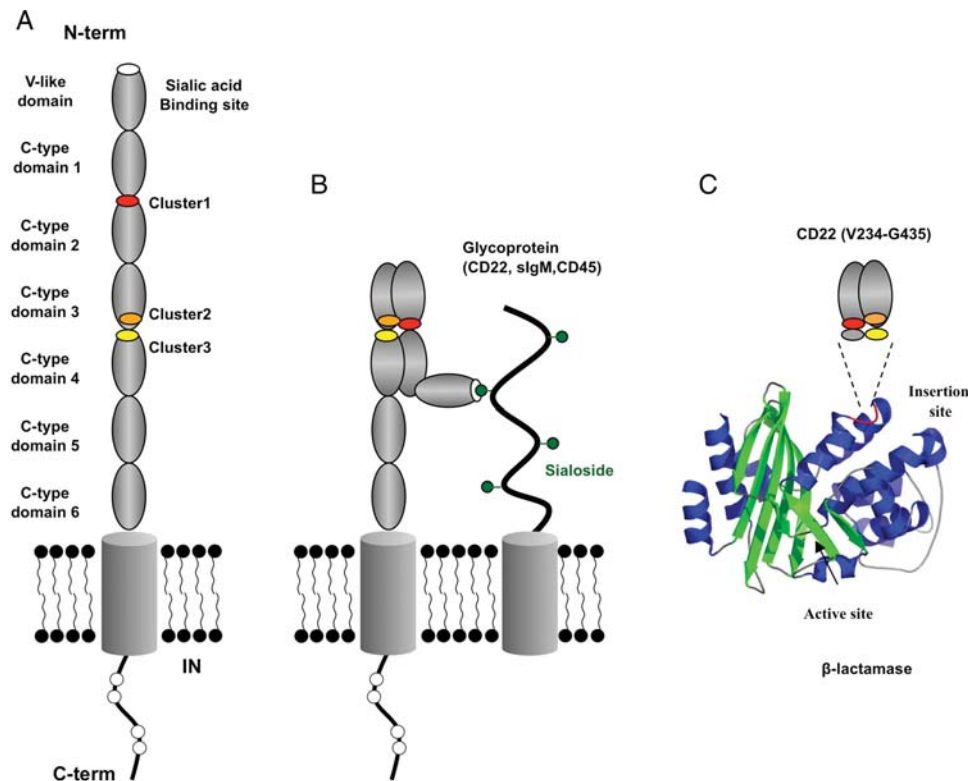 A
N-term
V-like
domain
Sialic acid
Binding site
C-type
domain 1
Cluster1
C-type
domain 2
C-type
domain 3
Cluster2
Cluster3
C-type
domain 4
C-type
domain 5
C-type
domain 6
IN
C-term
B
Glycoprotein
(CD22, sIgM,CD45)
Sialoside
C
CD22 (V234-G435)
Insertion
site
Active site
β-lactamase